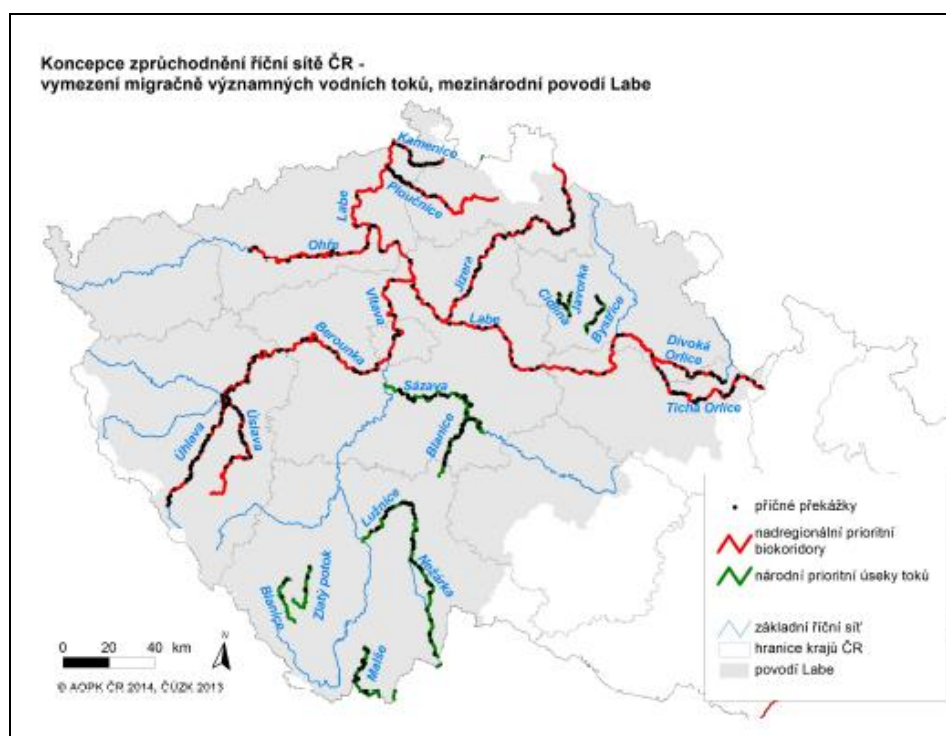 Koncepce zprůchodnění říční sítě ČR -
vymezení migračně významných vodních toků, mezinárodní povodí Labe
Kamenice
Ploučnice
Labe
Ohře
Jizera
Vltava
Cidlina
Javorka
Bystřice
Labe
Divoká
Orlice
Berounka
Tichá Orlice
Sázava
Úhlava
Úslava
Blanice
Lužnice
Nežárka
Zlatý potok
Blanice
Malše
příčné překážky
nadregionální prioritní
biokoridory
národní prioritní úseky toků
základní říční síť
hranice krajů ČR
povodí Labe
0 20 40 km
N
© AOPK ČR 2014, ČÚZK 2013